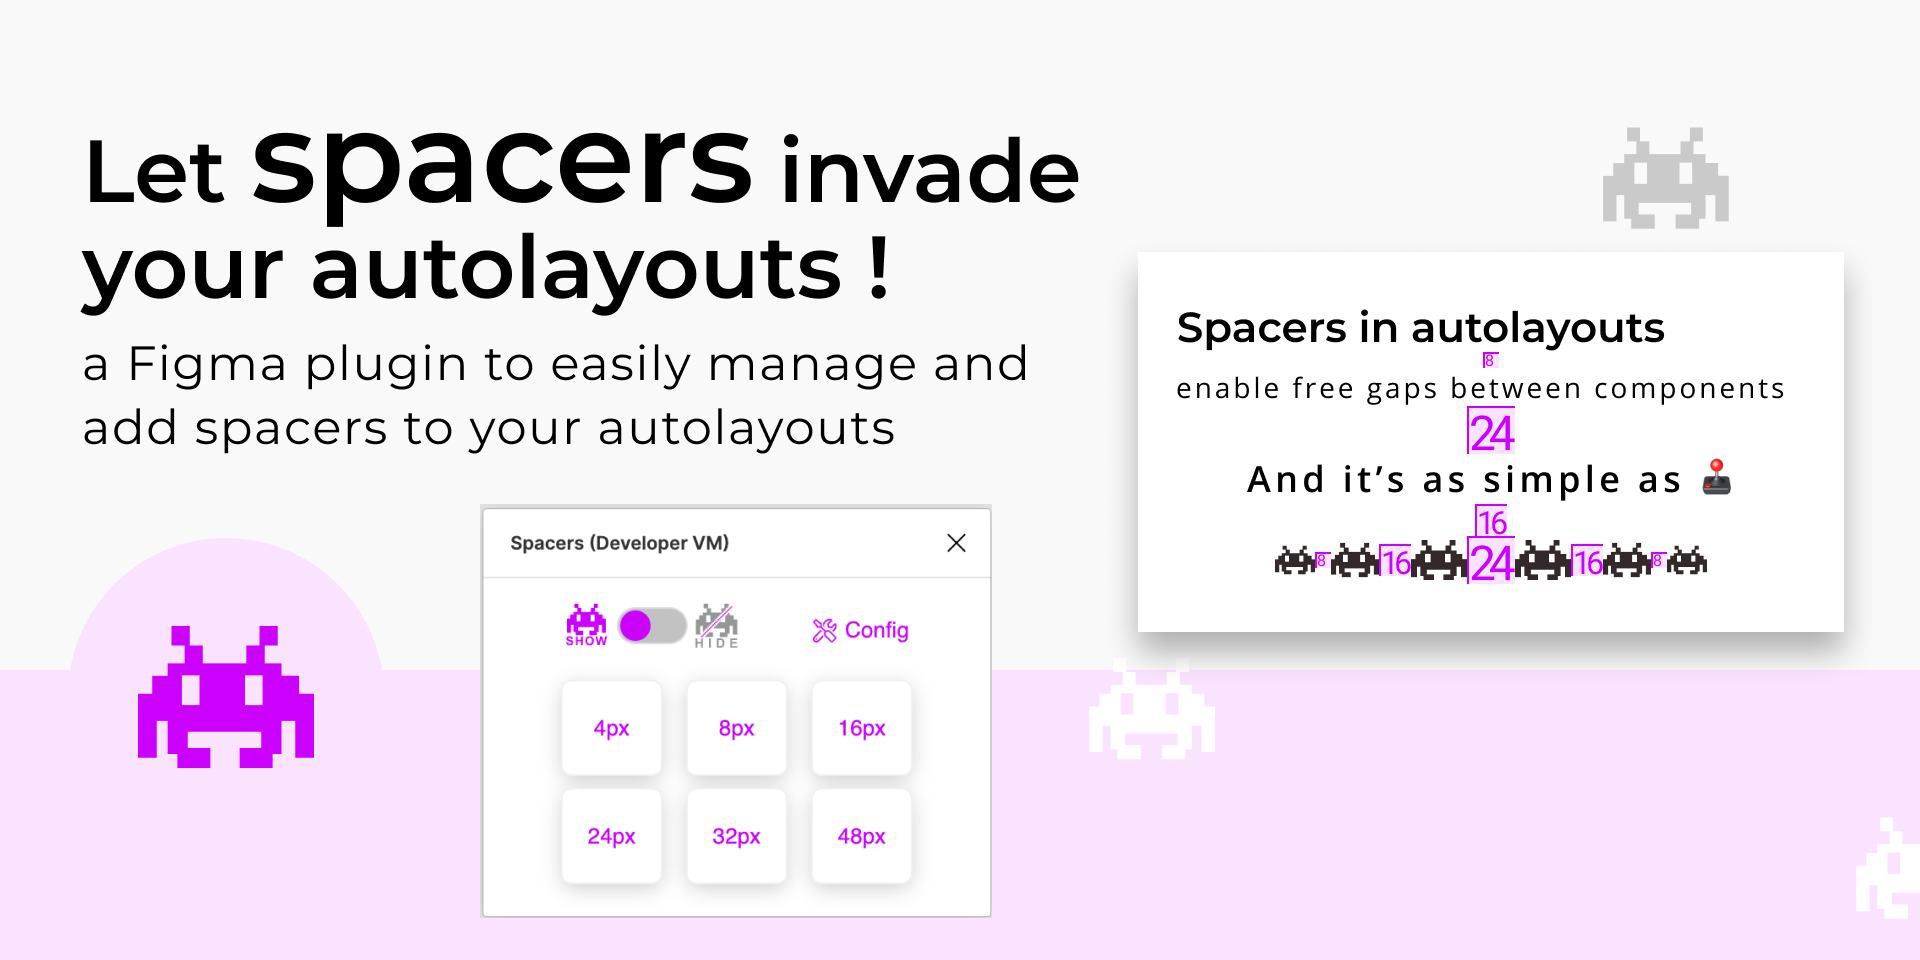 Let spacers invade
your autolayouts !
a Figma plugin to easily manage and
add spacers to your autolayouts
Spacers (Developer VM)
SHOW
HIDE
Config
4px 8px 16px
24px 32px 48px
Spacers in autolayouts
8
enable free gaps between components
24
And it's as simple as 🕹️
16
8 16 24 16 8